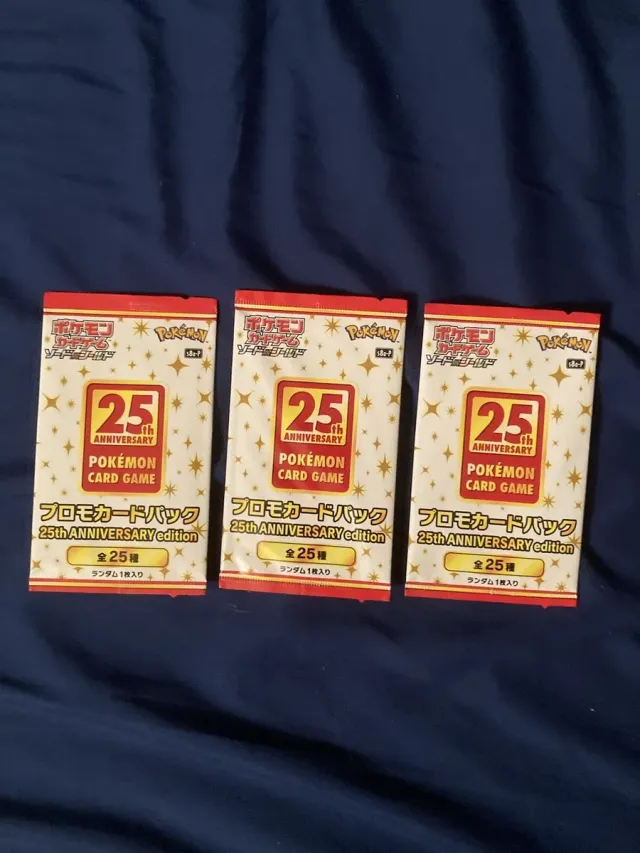 ポケモン
カードゲーム
ソード&シールド
POKÉMON
s8a-P
25th
ANNIVERSARY
POKÉMON
CARD GAME
プロモカードパック
25th ANNIVERSARY edition
全25種
ランダム1枚入り
ポケモン
カードゲーム
ソード&シールド
POKÉMON
s8a-P
25th
ANNIVERSARY
POKÉMON
CARD GAME
プロモカードパック
25th ANNIVERSARY edition
全25種
ランダム1枚入り
ポケモン
カードゲーム
ソード&シールド
POKÉMON
s8a-P
25th
ANNIVERSARY
POKÉMON
CARD GAME
プロモカードパック
25th ANNIVERSARY edition
全25種
ランダム1枚入り